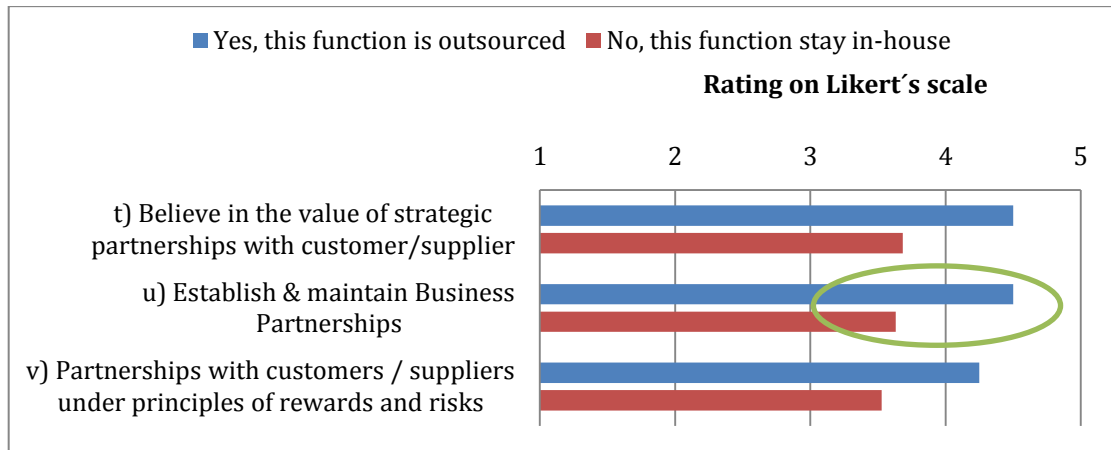 Yes, this function is outsourced No, this function stay in-house
Rating on Likert´s scale
1 2 3 4 5
t) Believe in the value of strategic
partnerships with customer/supplier
u) Establish & maintain Business
Partnerships
v) Partnerships with customers / suppliers
under principles of rewards and risks